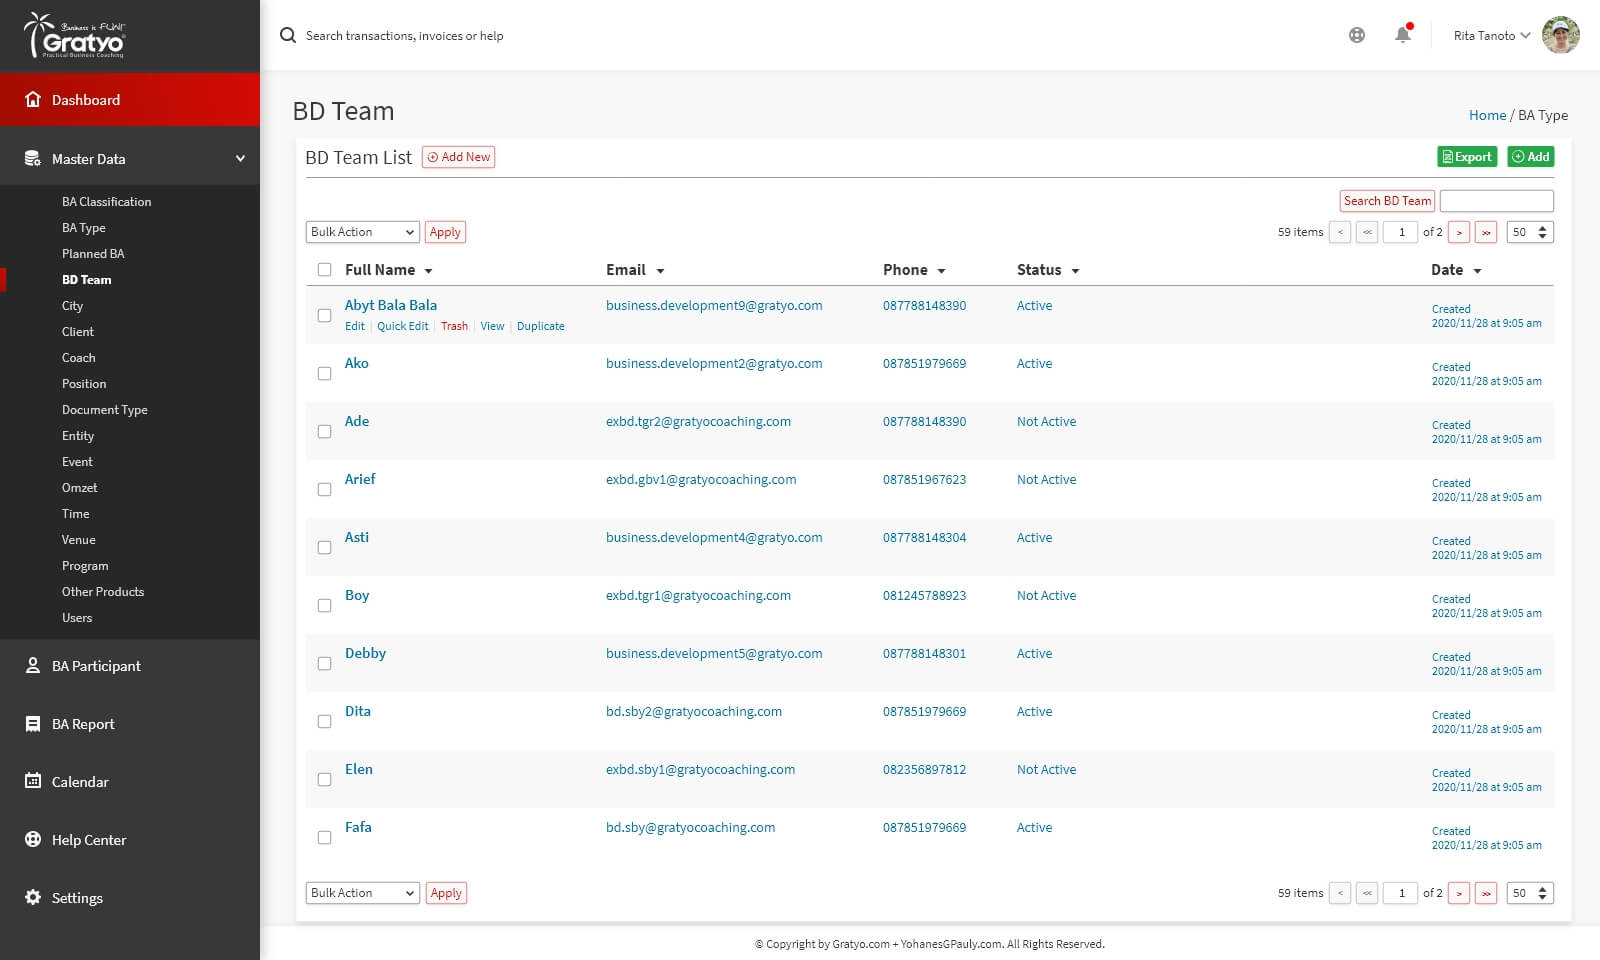 Business is FUN!
Gratyo®
Practical Business Coaching
Search transactions, invoices or help
Rita Tanoto
Dashboard
Master Data
BA Classification
BA Type
Planned BA
BD Team
City
Client
Coach
Position
Document Type
Entity
Event
Omzet
Time
Venue
Program
Other Products
Users
BA Participant
BA Report
Calendar
Help Center
Settings
BD Team
Home / BA Type
BD Team List Add New Export Add
Search BD Team
Bulk Action Apply 59 items < << 1 of 2 > >> 50
Full Name Email Phone Status Date
Abyt Bala Bala business.development9@gratyo.com 087788148390 Active Created
Edit | Quick Edit | Trash | View | Duplicate 2020/11/28 at 9:05 am
Ako business.development2@gratyo.com 087851979669 Active Created
2020/11/28 at 9:05 am
Ade exbd.tgr2@gratyocoaching.com 087788148390 Not Active Created
2020/11/28 at 9:05 am
Arief exbd.gbv1@gratyocoaching.com 087851967623 Not Active Created
2020/11/28 at 9:05 am
Asti business.development4@gratyo.com 087788148304 Active Created
2020/11/28 at 9:05 am
Boy exbd.tgr1@gratyocoaching.com 081245788923 Not Active Created
2020/11/28 at 9:05 am
Debby business.development5@gratyo.com 087788148301 Active Created
2020/11/28 at 9:05 am
Dita bd.sby2@gratyocoaching.com 087851979669 Active Created
2020/11/28 at 9:05 am
Elen exbd.sby1@gratyocoaching.com 082356897812 Not Active Created
2020/11/28 at 9:05 am
Fafa bd.sby@gratyocoaching.com 087851979669 Active Created
2020/11/28 at 9:05 am
Bulk Action Apply 59 items < << 1 of 2 > >> 50
© Copyright by Gratyo.com + YohanesGPauly.com. All Rights Reserved.